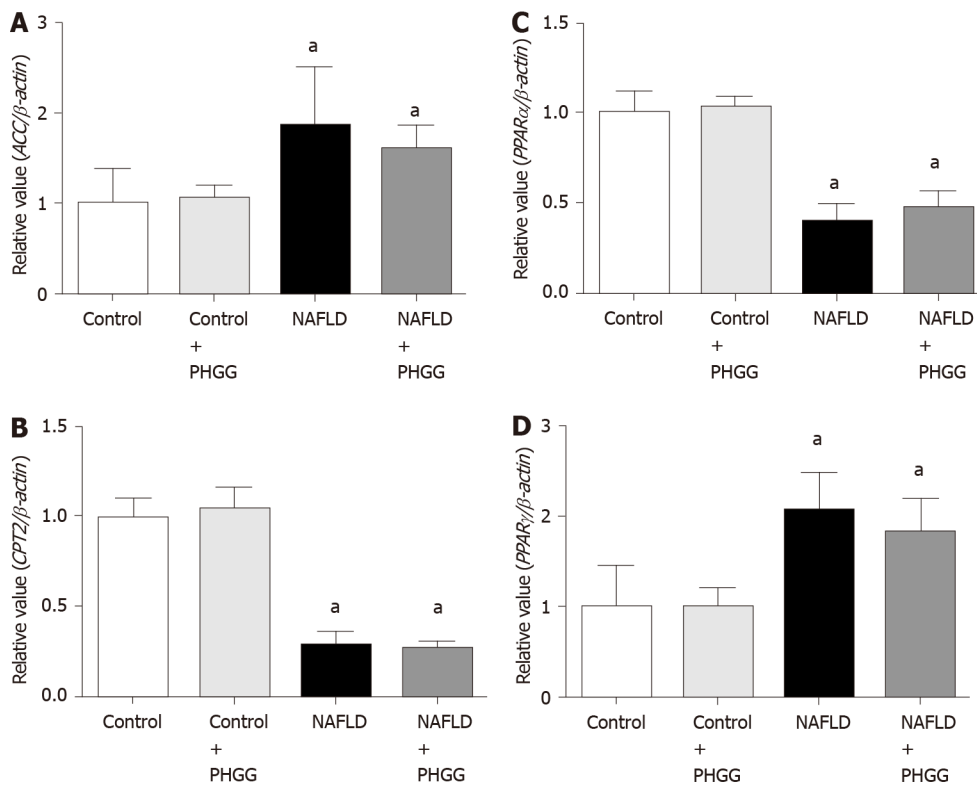 A
Relative value (ACC/β-actin)
3
2
1
0
a
a
Control
Control
+
PHGG
NAFLD
NAFLD
+
PHGG
C
Relative value (PPARα/β-actin)
1.5
1.0
0.5
0.0
a
a
Control
Control
+
PHGG
NAFLD
NAFLD
+
PHGG
B
Relative value (CPT2/β-actin)
1.5
1.0
0.5
0.0
a
a
Control
Control
+
PHGG
NAFLD
NAFLD
+
PHGG
D
Relative value (PPARγ/β-actin)
3
2
1
0
a
a
Control
Control
+
PHGG
NAFLD
NAFLD
+
PHGG